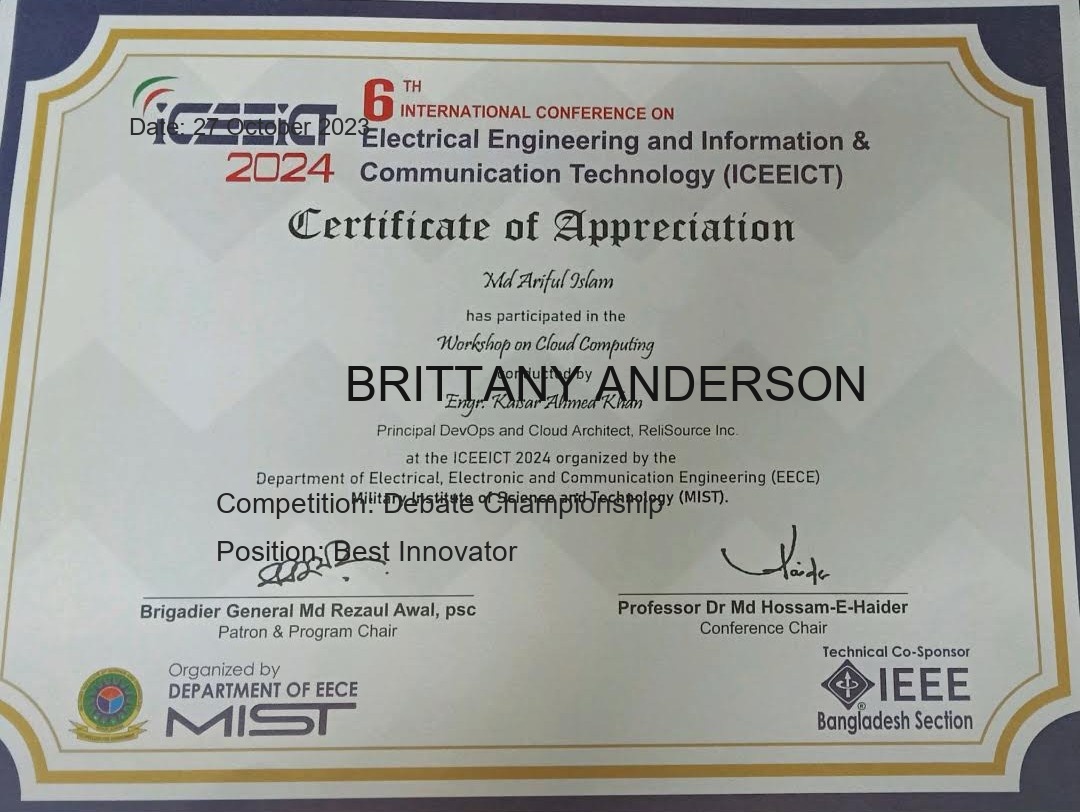 6TH
INTERNATIONAL CONFERENCE ON
ICEEICT
Date: 27 October 2023
Electrical Engineering and Information &
2024
Communication Technology (ICEEICT)
Certificate of Appreciation
Md Ariful Islam
has participated in the
Workshop on Cloud Computing
conducted by
BRITTANY ANDERSON
Engr. Kaisar Ahmed Khan
Principal DevOps and Cloud Architect, ReliSource Inc.
at the ICEEICT 2024 organized by the
Department of Electrical, Electronic and Communication Engineering (EECE)
Military Institute of Science and Technology (MIST).
Competition: Debate Championship
Position: Best Innovator
Brigadier General Md Rezaul Awal, psc
Patron & Program Chair
Professor Dr Md Hossam-E-Haider
Conference Chair
Organized by
DEPARTMENT OF EECE
MIST
Technical Co-Sponsor
IEEE
Bangladesh Section